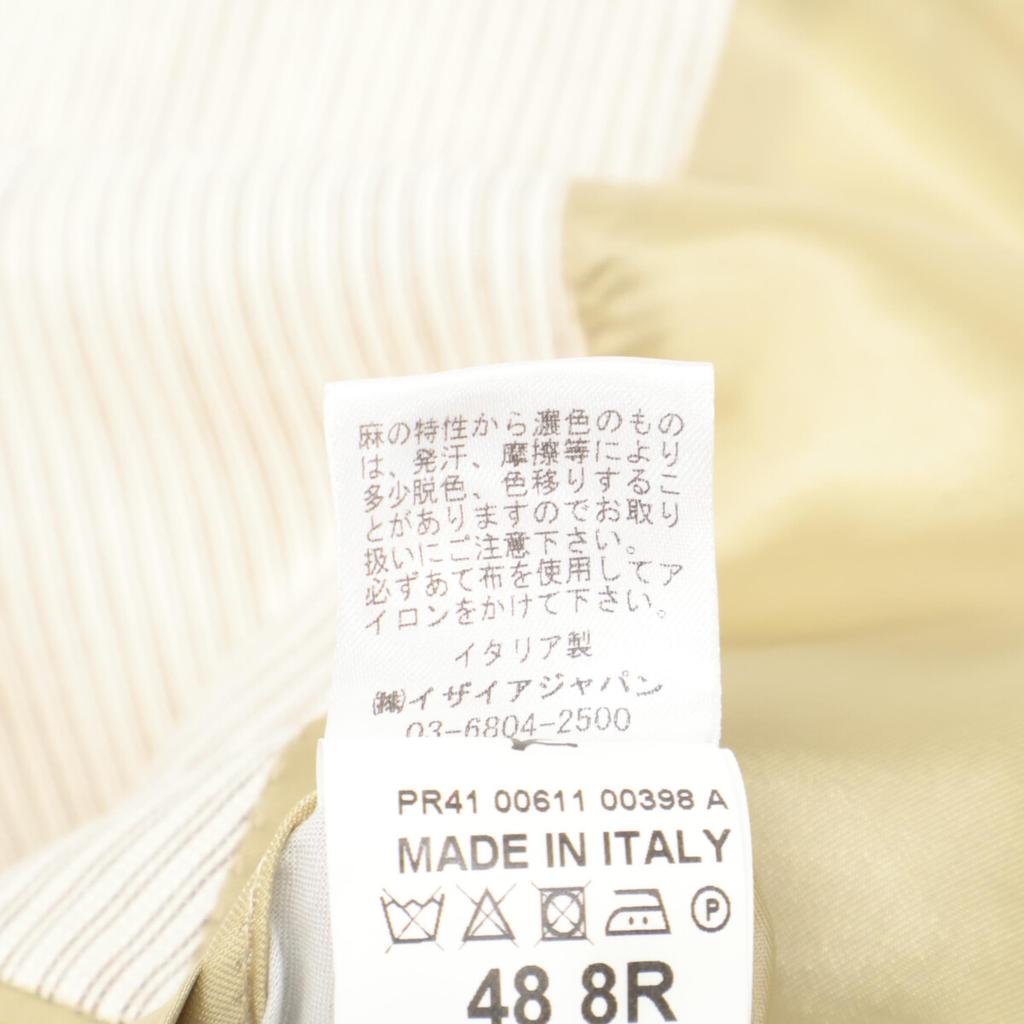 麻の特性から濃色のもの
は、発汗、摩擦等により
多少脱色、色移りするこ
とがありますのでお取り
扱いにご注意下さい。
必ずあて布を使用してア
イロンをかけて下さい。
イタリア製
㈱イザイアジャパン
03-6804-2500
PR41 00611 00398 A
MADE IN ITALY
P
48 8R